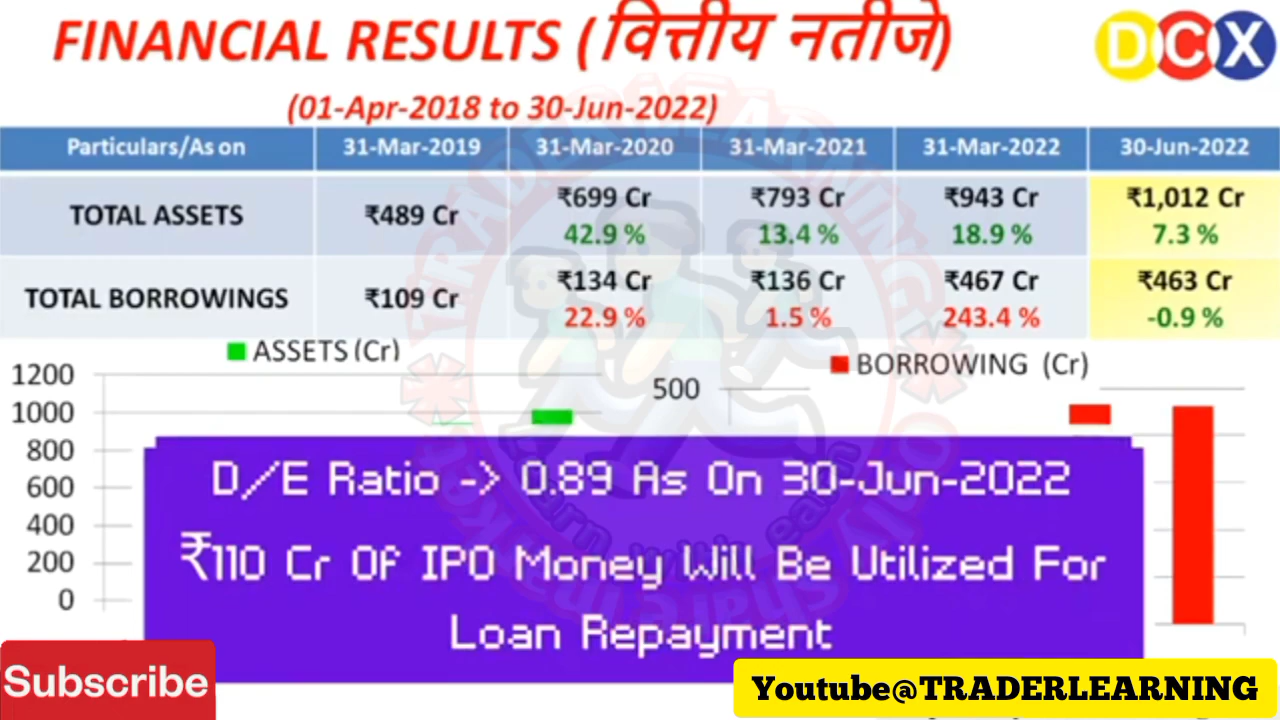 FINANCIAL RESULTS (वित्तीय नतीजे)
DCX
(01-Apr-2018 to 30-Jun-2022)
Particulars/As on 31-Mar-2019 31-Mar-2020 31-Mar-2021 31-Mar-2022 30-Jun-2022
TOTAL ASSETS ₹489 Cr ₹699 Cr ₹793 Cr ₹943 Cr ₹1,012 Cr
42.9 % 13.4 % 18.9 % 7.3 %
TOTAL BORROWINGS ₹109 Cr ₹134 Cr ₹136 Cr ₹467 Cr ₹463 Cr
22.9 % 1.5 % 243.4 % -0.9 %
ASSETS (Cr)
BORROWING (Cr)
1200
1000
800
600
400
200
0
500
D/E Ratio -> 0.89 As On 30-Jun-2022
₹110 Cr Of IPO Money Will Be Utilized For
Loan Repayment
Subscribe
Youtube@TRADERLEARNING